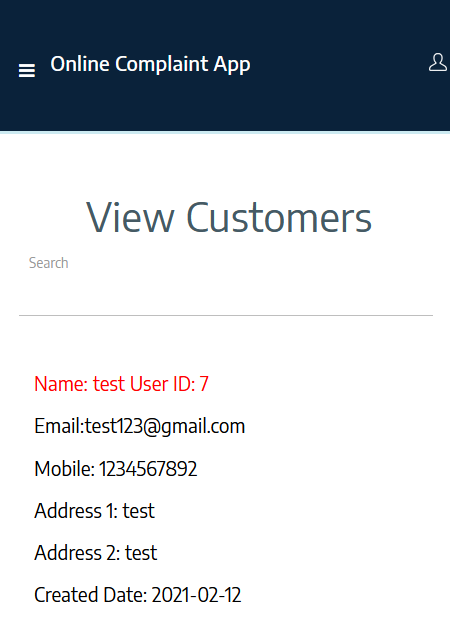 Online Complaint App
View Customers
Search
Name: test User ID: 7
Email:test123@gmail.com
Mobile: 1234567892
Address 1: test
Address 2: test
Created Date: 2021-02-12